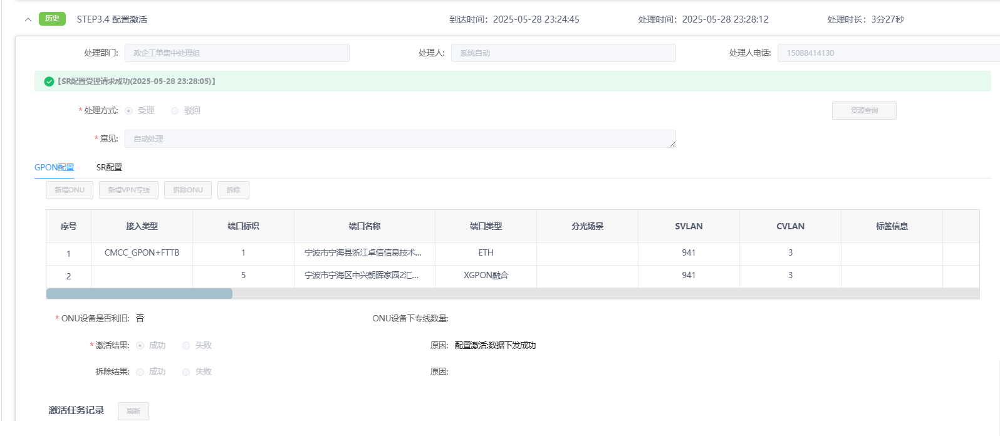 历史 STEP3.4 配置激活 到达时间：2025-05-28 23:24:45 处理时间：2025-05-28 23:28:12 处理时长：3分27秒
处理部门: 政企工单集中处理组 处理人: 系统自动 处理人电话: 15088414130
【SR配置受理请求成功(2025-05-28 23:28:05)】
* 处理方式: 受理 驳回 资源查询
* 意见: 自动处理
GPON配置 SR配置
新增ONU 新增VPN专线 拆除ONU 拆除
序号 接入类型 端口标识 端口名称 端口类型 分光场景 SVLAN CVLAN 标签信息
1 CMCC_GPON+FTTB 1 宁波市宁海县浙江卓信信息技术... ETH 941 3
2 5 宁波市宁海区中兴朝晖家园2汇... XGPON融合 941 3
* ONU设备是否利旧: 否 ONU设备下专线数量:
* 激活结果: 成功 失败 原因: 配置激活:数据下发成功
拆除结果: 成功 失败 原因:
激活任务记录 刷新